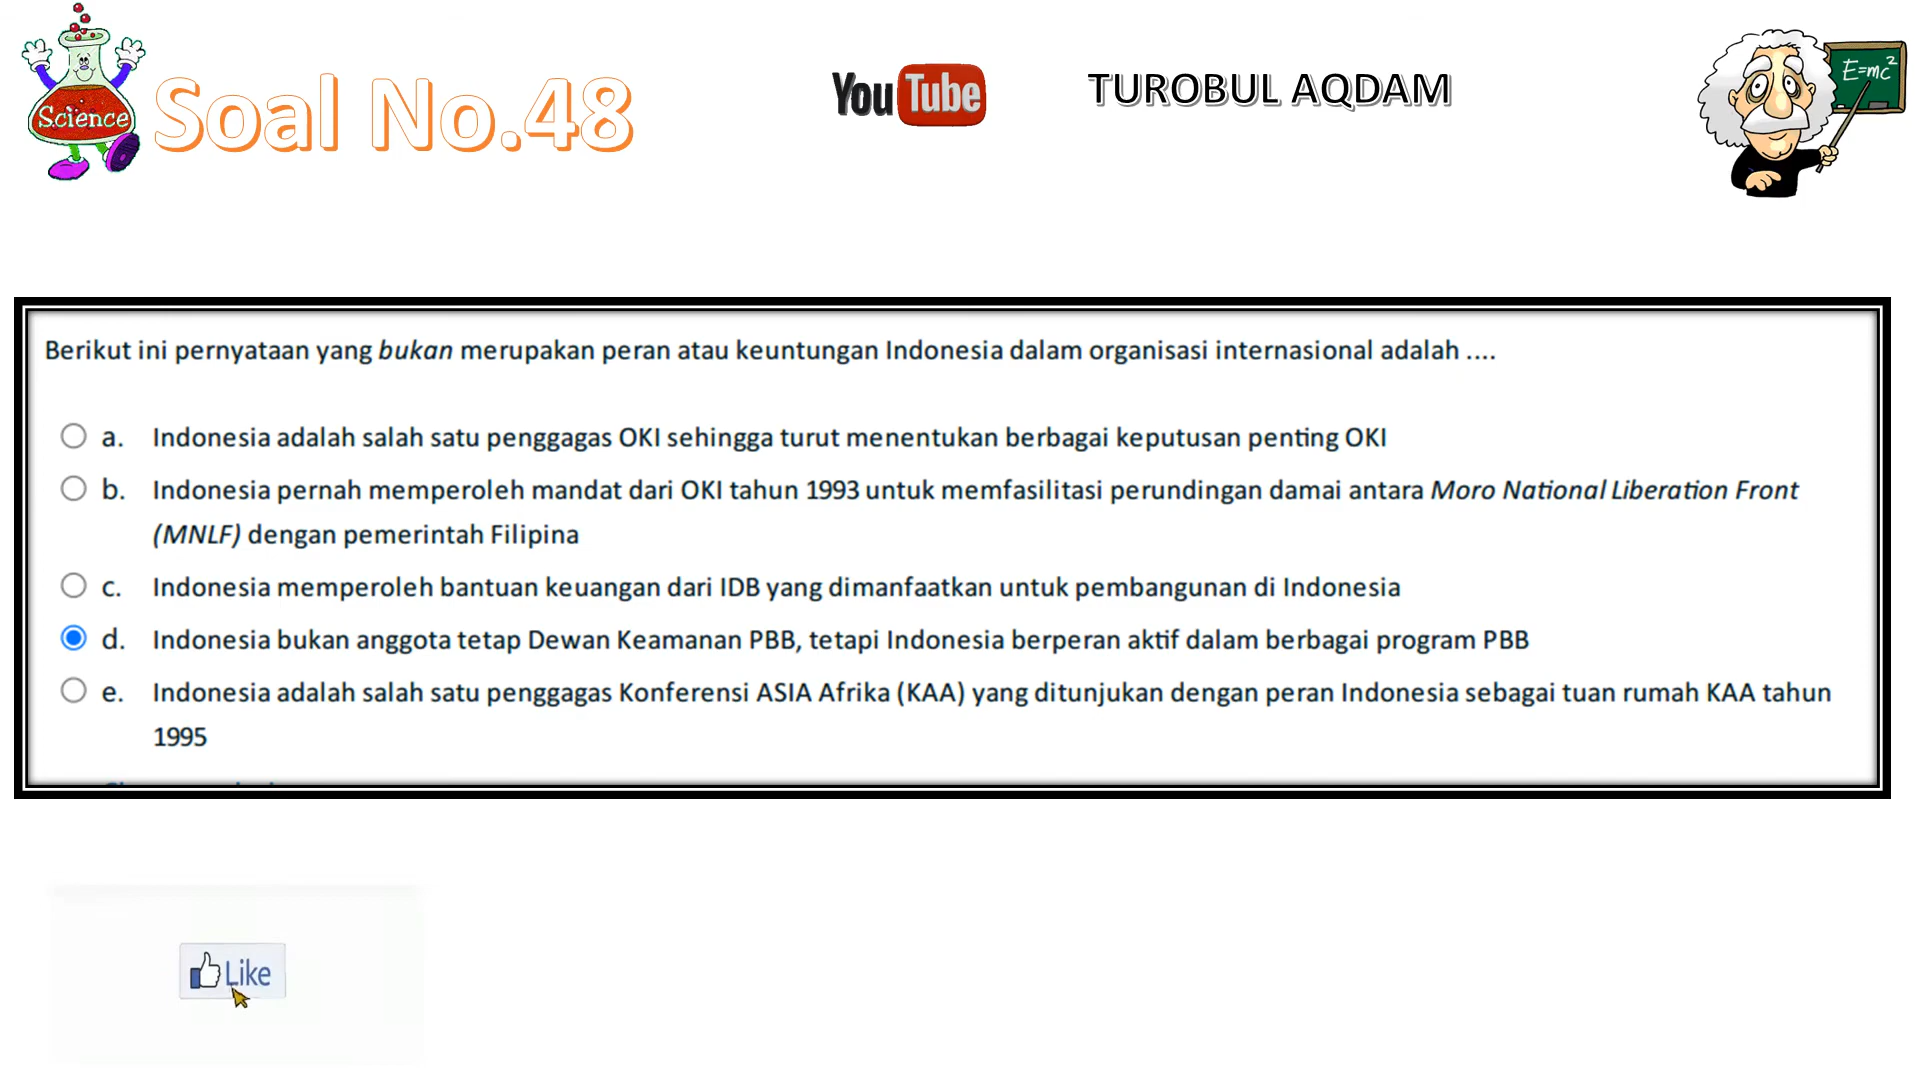 Science
Soal No.48
YouTube
TUROBUL AQDAM
E=mc²
Berikut ini pernyataan yang bukan merupakan peran atau keuntungan Indonesia dalam organisasi internasional adalah ....
a. Indonesia adalah salah satu penggagas OKI sehingga turut menentukan berbagai keputusan penting OKI
b. Indonesia pernah memperoleh mandat dari OKI tahun 1993 untuk memfasilitasi perundingan damai antara Moro National Liberation Front
(MNLF) dengan pemerintah Filipina
c. Indonesia memperoleh bantuan keuangan dari IDB yang dimanfaatkan untuk pembangunan di Indonesia
d. Indonesia bukan anggota tetap Dewan Keamanan PBB, tetapi Indonesia berperan aktif dalam berbagai program PBB
e. Indonesia adalah salah satu penggagas Konferensi ASIA Afrika (KAA) yang ditunjukan dengan peran Indonesia sebagai tuan rumah KAA tahun
1995
Like